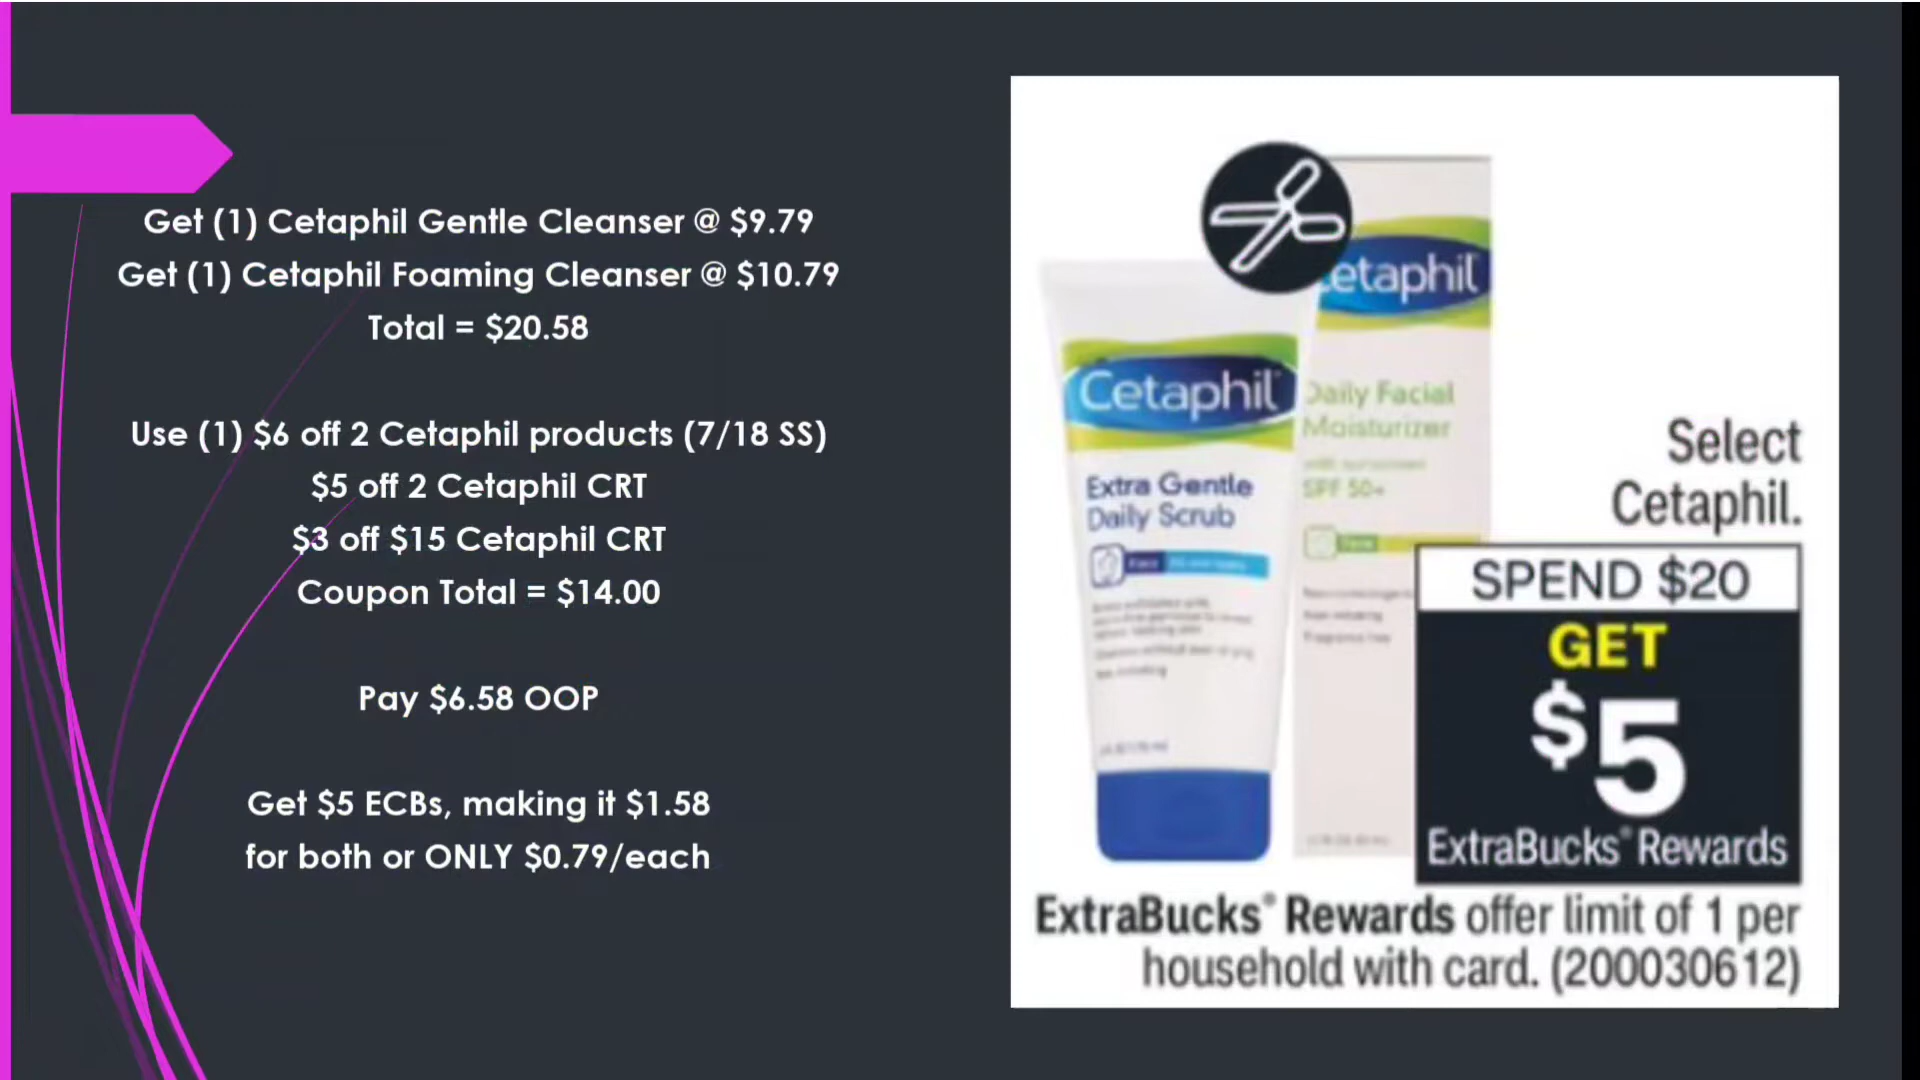 Get (1) Cetaphil Gentle Cleanser @ $9.79
Get (1) Cetaphil Foaming Cleanser @ $10.79
Total = $20.58
Use (1) $6 off 2 Cetaphil products (7/18 SS)
$5 off 2 Cetaphil CRT
$3 off $15 Cetaphil CRT
Coupon Total = $14.00
Pay $6.58 OOP
Get $5 ECBs, making it $1.58
for both or ONLY $0.79/each
etaphil
Daily Facial
Moisturizer
with sunscreen
SPF 50+
Cetaphil
Extra Gentle
Daily Scrub
Select
Cetaphil.
SPEND $20
GET
$5
ExtraBucks® Rewards
ExtraBucks® Rewards offer limit of 1 per
household with card. (200030612)